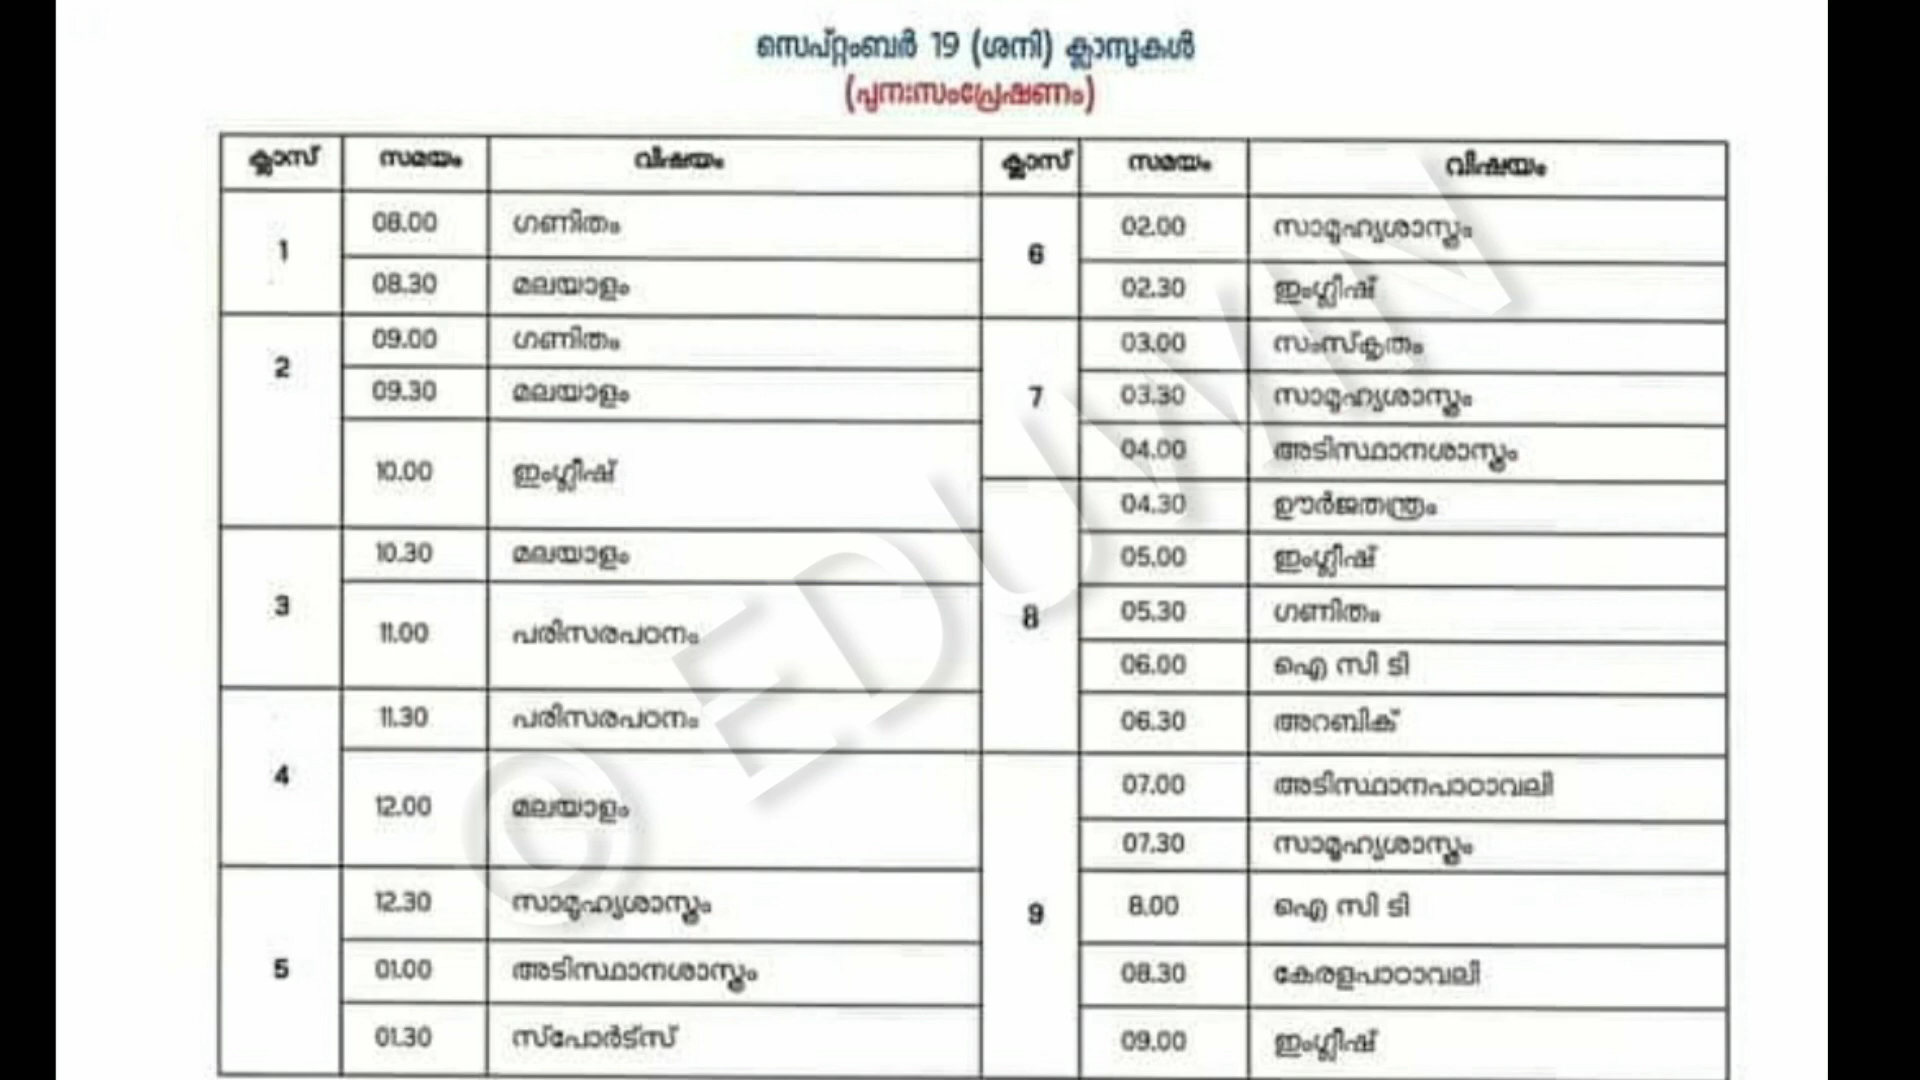 സെപ്റ്റംബർ 19 (ശനി) ക്ലാസുകൾ
(പുനഃസംപ്രേഷണം)
ക്ലാസ് സമയം വിഷയം
1
08.00 ഗണിതം
08.30 മലയാളം
2
09.00 ഗണിതം
09.30 മലയാളം
10.00 ഇംഗ്ലീഷ്
3
10.30 മലയാളം
11.00 പരിസരപഠനം
4
11.30 പരിസരപഠനം
12.00 മലയാളം
5
12.30 സാമൂഹ്യശാസ്ത്രം
01.00 അടിസ്ഥാനശാസ്ത്രം
01.30 സ്പോർട്സ്
ക്ലാസ് സമയം വിഷയം
6
02.00 സാമൂഹ്യശാസ്ത്രം
02.30 ഇംഗ്ലീഷ്
7
03.00 സംസ്കൃതം
03.30 സാമൂഹ്യശാസ്ത്രം
04.00 അടിസ്ഥാനശാസ്ത്രം
8
04.30 ഊർജതന്ത്രം
05.00 ഇംഗ്ലീഷ്
05.30 ഗണിതം
06.00 ഐ സി ടി
06.30 അറബിക്
9
07.00 അടിസ്ഥാനപാഠാവലി
07.30 സാമൂഹ്യശാസ്ത്രം
8.00 ഐ സി ടി
08.30 കേരളപാഠാവലി
09.00 ഇംഗ്ലീഷ്
© EDUWIN